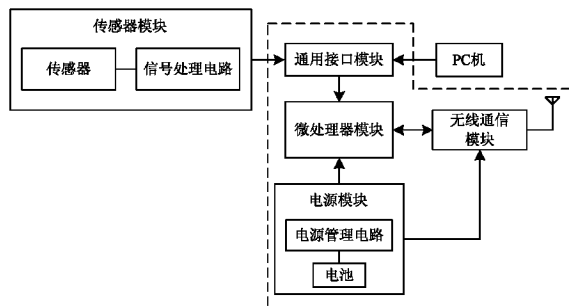 传感器模块
传感器
信号处理电路
通用接口模块
PC机
微处理器模块
无线通信
模块
电源模块
电源管理电路
电池